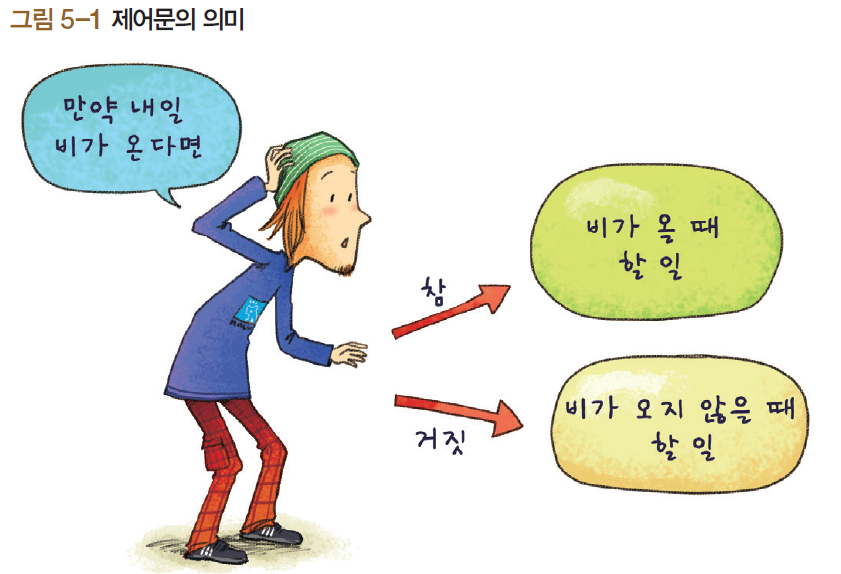 그림 5-1 제어문의 의미
만약 내일
비가 온다면
참
비가 올 때
할 일
거짓
비가 오지 않을 때
할 일